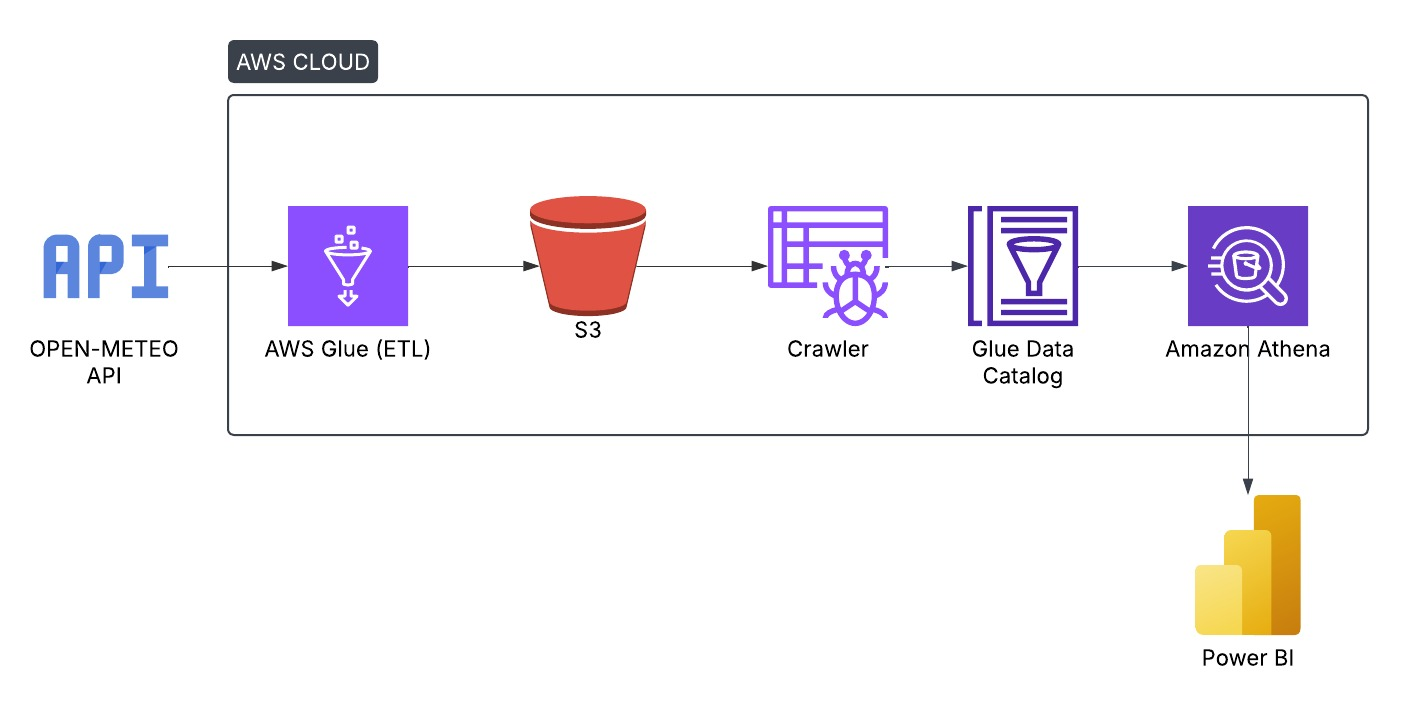 AWS CLOUD
API
OPEN-METEO
API
AWS Glue (ETL)
S3
Crawler
Glue Data
Catalog
Amazon Athena
Power BI